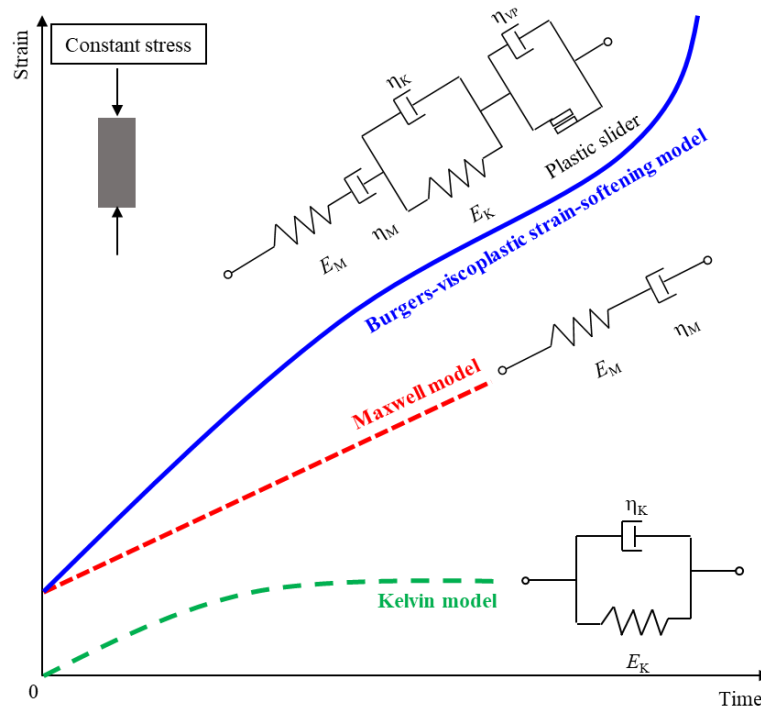 Strain
Constant stress
η_VP
η_K
Plastic slider
E_K
η_M
E_M
Burgers-viscoplastic strain-softening model
Maxwell model
E_M
η_M
η_K
Kelvin model
E_K
0
Time